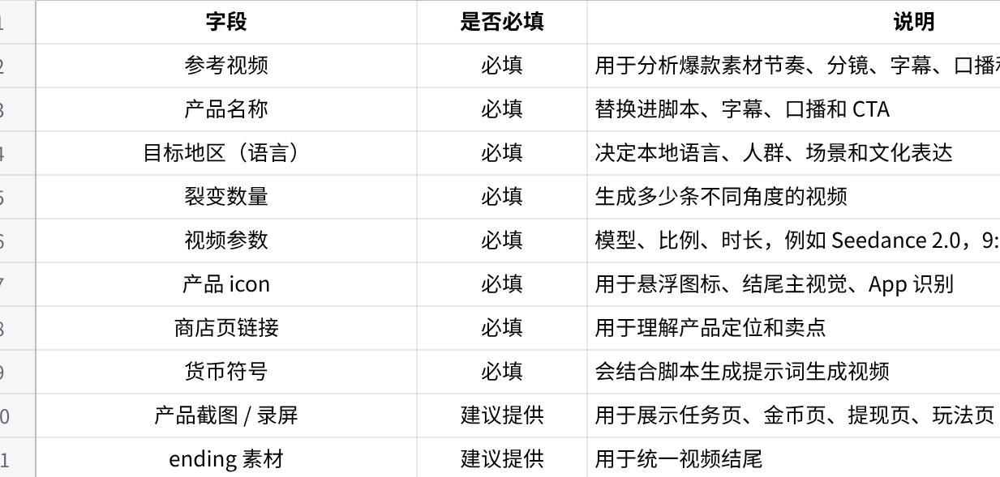 1 字段 是否必填 说明
2 参考视频 必填 用于分析爆款素材节奏、分镜、字幕、口播
3 产品名称 必填 替换进脚本、字幕、口播和 CTA
4 目标地区（语言） 必填 决定本地语言、人群、场景和文化表达
5 裂变数量 必填 生成多少条不同角度的视频
6 视频参数 必填 模型、比例、时长，例如 Seedance 2.0，9:
7 产品 icon 必填 用于悬浮图标、结尾主视觉、App 识别
8 商店页链接 必填 用于理解产品定位和卖点
9 货币符号 必填 会结合脚本生成提示词生成视频
0 产品截图 / 录屏 建议提供 用于展示任务页、金币页、提现页、玩法页
1 ending 素材 建议提供 用于统一视频结尾